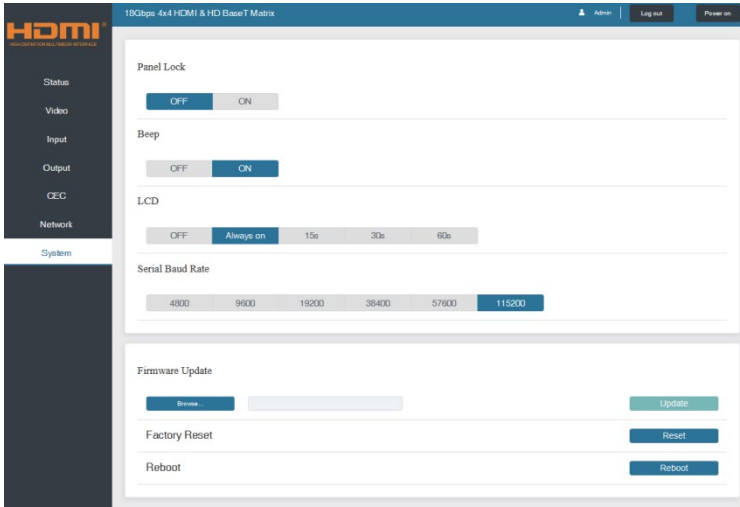 HDMI®
HIGH DEFINITION MULTIMEDIA INTERFACE
18Gbps 4x4 HDMI & HD BaseT Matrix
Admin
Log out
Power on
Status
Video
Input
Output
CEC
Network
System
Panel Lock
OFF ON
Beep
OFF ON
LCD
OFF Always on 15s 30s 60s
Serial Baud Rate
4800 9600 19200 38400 57600 115200
Firmware Update
Browse... Update
Factory Reset Reset
Reboot Reboot